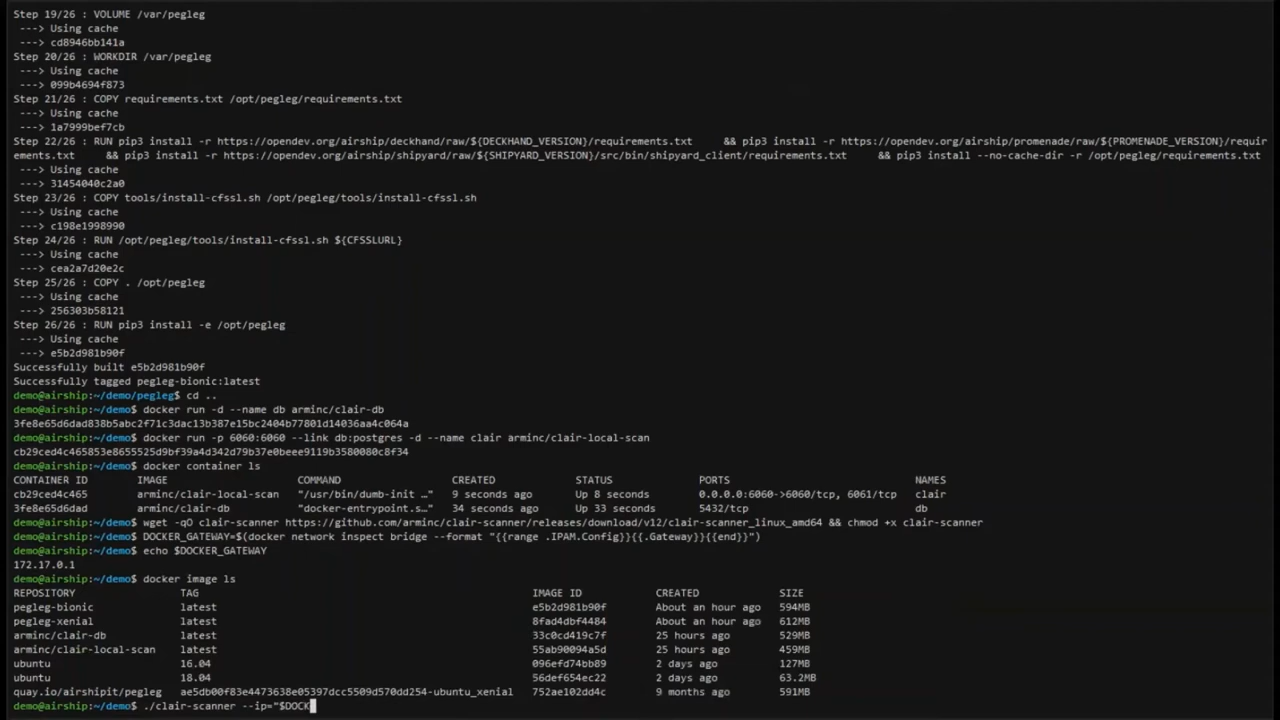 Step 19/26 : VOLUME /var/pegleg
 ---> Using cache
 ---> cd8946bb141a
Step 20/26 : WORKDIR /var/pegleg
 ---> Using cache
 ---> 099b4694f873
Step 21/26 : COPY requirements.txt /opt/pegleg/requirements.txt
 ---> Using cache
 ---> 1a7999bef7cb
Step 22/26 : RUN pip3 install -r https://opendev.org/airship/deckhand/raw/${DECKHAND_VERSION}/requirements.txt     && pip3 install -r https://opendev.org/airship/promenade/raw/${PROMENADE_VERSION}/requir
ements.txt     && pip3 install -r https://opendev.org/airship/shipyard/raw/${SHIPYARD_VERSION}/src/bin/shipyard_client/requirements.txt     && pip3 install --no-cache-dir -r /opt/pegleg/requirements.txt
 ---> Using cache
 ---> 31454040c2a0
Step 23/26 : COPY tools/install-cfssl.sh /opt/pegleg/tools/install-cfssl.sh
 ---> Using cache
 ---> c198e1998990
Step 24/26 : RUN /opt/pegleg/tools/install-cfssl.sh ${CFSSLURL}
 ---> Using cache
 ---> cea2a7d20e2c
Step 25/26 : COPY . /opt/pegleg
 ---> Using cache
 ---> 256303b58121
Step 26/26 : RUN pip3 install -e /opt/pegleg
 ---> Using cache
 ---> e5b2d981b90f
Successfully built e5b2d981b90f
Successfully tagged pegleg-bionic:latest
demo@airship:~/demo/pegleg$ cd ..
demo@airship:~/demo$ docker run -d --name db arminc/clair-db
3fe8e65d6dad838b5abc2f71c3dac13b387e15bc2404b77801d14036aa4c064a
demo@airship:~/demo$ docker run -p 6060:6060 --link db:postgres -d --name clair arminc/clair-local-scan
cb29ced4c465853e8655525d9bf39a4d342d79b37e0beee9119b3580080c8f34
demo@airship:~/demo$ docker container ls
CONTAINER ID        IMAGE                     COMMAND                  CREATED             STATUS              PORTS                              NAMES
cb29ced4c465        arminc/clair-local-scan   "/usr/bin/dumb-init …"   9 seconds ago       Up 8 seconds        0.0.0.0:6060->6060/tcp, 6061/tcp   clair
3fe8e65d6dad        arminc/clair-db           "docker-entrypoint.s…"   34 seconds ago      Up 33 seconds       5432/tcp                           db
demo@airship:~/demo$ wget -qO clair-scanner https://github.com/arminc/clair-scanner/releases/download/v12/clair-scanner_linux_amd64 && chmod +x clair-scanner
demo@airship:~/demo$ DOCKER_GATEWAY=$(docker network inspect bridge --format "{{range .IPAM.Config}}{{.Gateway}}{{end}}")
demo@airship:~/demo$ echo $DOCKER_GATEWAY
172.17.0.1
demo@airship:~/demo$ docker image ls
REPOSITORY                 TAG                                                     IMAGE ID            CREATED             SIZE
pegleg-bionic              latest                                                  e5b2d981b90f        About an hour ago   594MB
pegleg-xenial              latest                                                  8fad4dbf4484        About an hour ago   612MB
arminc/clair-db            latest                                                  33c0cd419c7f        25 hours ago        529MB
arminc/clair-local-scan    latest                                                  55ab90094a5d        25 hours ago        459MB
ubuntu                     16.04                                                   096efd74bb89        2 days ago          127MB
ubuntu                     18.04                                                   56def654ec22        2 days ago          63.2MB
quay.io/airshipit/pegleg   ae5db00f83e4473638e05397dcc5509d570dd254-ubuntu_xenial   752ae102dd4c        9 months ago        591MB
demo@airship:~/demo$ ./clair-scanner --ip="$DOCK